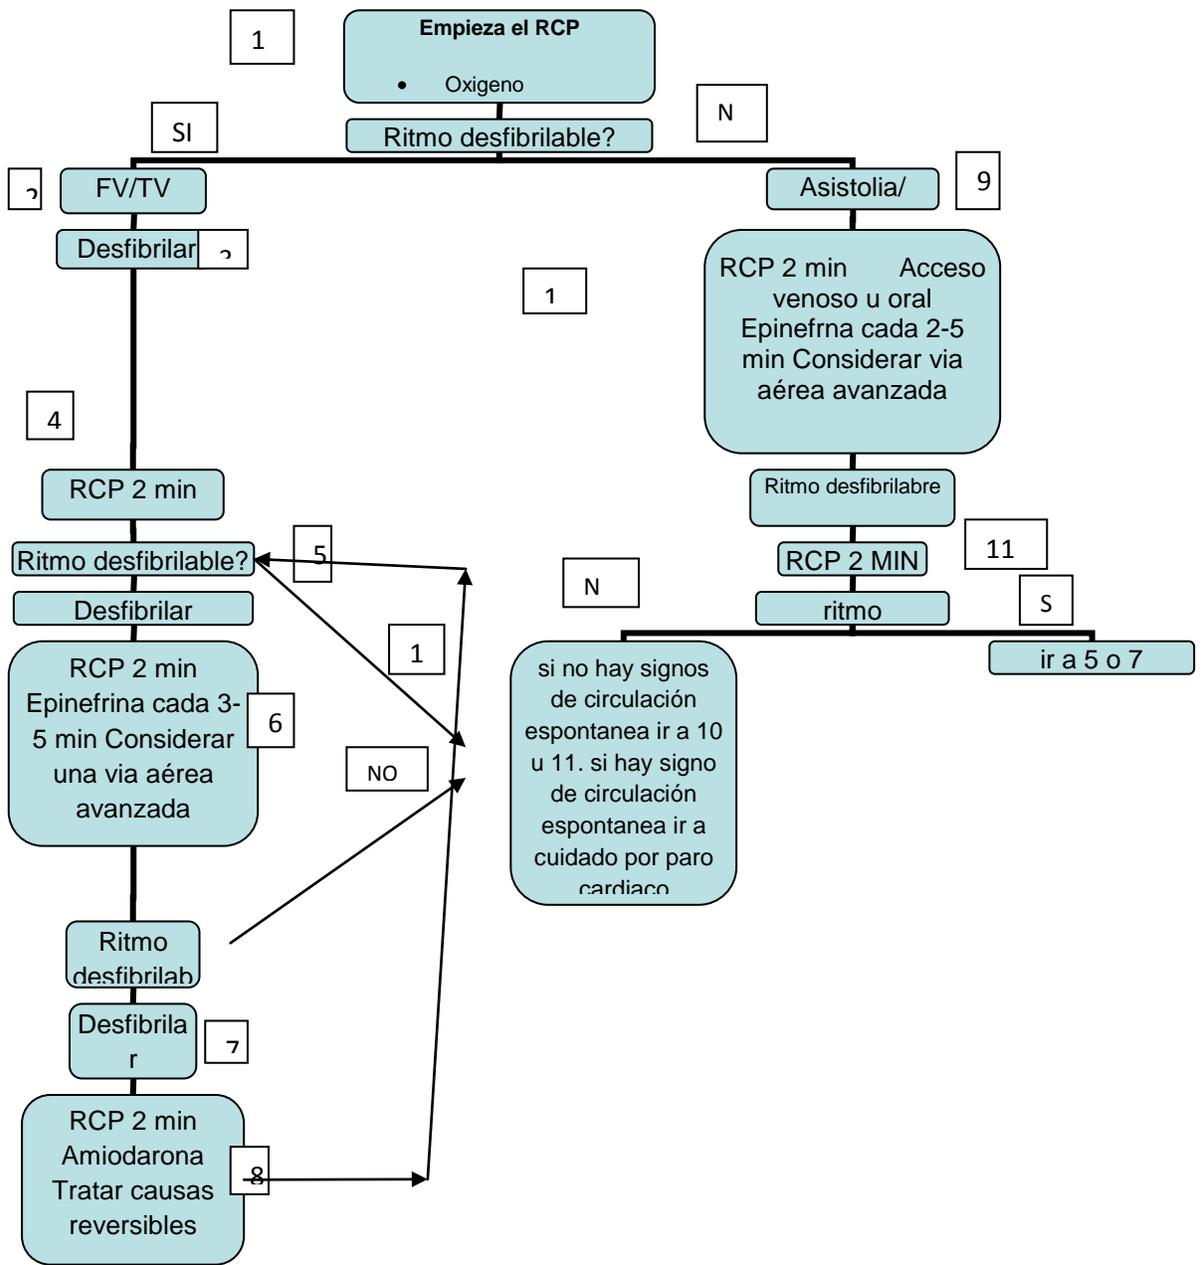 1
Empieza el RCP
• Oxigeno
SI
N
Ritmo desfibrilable?
FV/TV
Asistolia/
9
Desfibrilar
RCP 2 min Acceso
venoso u oral
Epinefrna cada 2-5
min Considerar via
aérea avanzada
1
4
RCP 2 min
Ritmo desfibrilabre
Ritmo desfibrilable?
5
RCP 2 MIN
11
N
S
Desfibrilar
ritmo
1
RCP 2 min
Epinefrina cada 3-
5 min Considerar
una via aérea
avanzada
6
NO
si no hay signos
de circulación
espontanea ir a 10
u 11. si hay signo
de circulación
espontanea ir a
cuidado por paro
cardiaco
ir a 5 o 7
Ritmo
desfibrilab
Desfibrila
r
7
RCP 2 min
Amiodarona
Tratar causas
reversibles
8